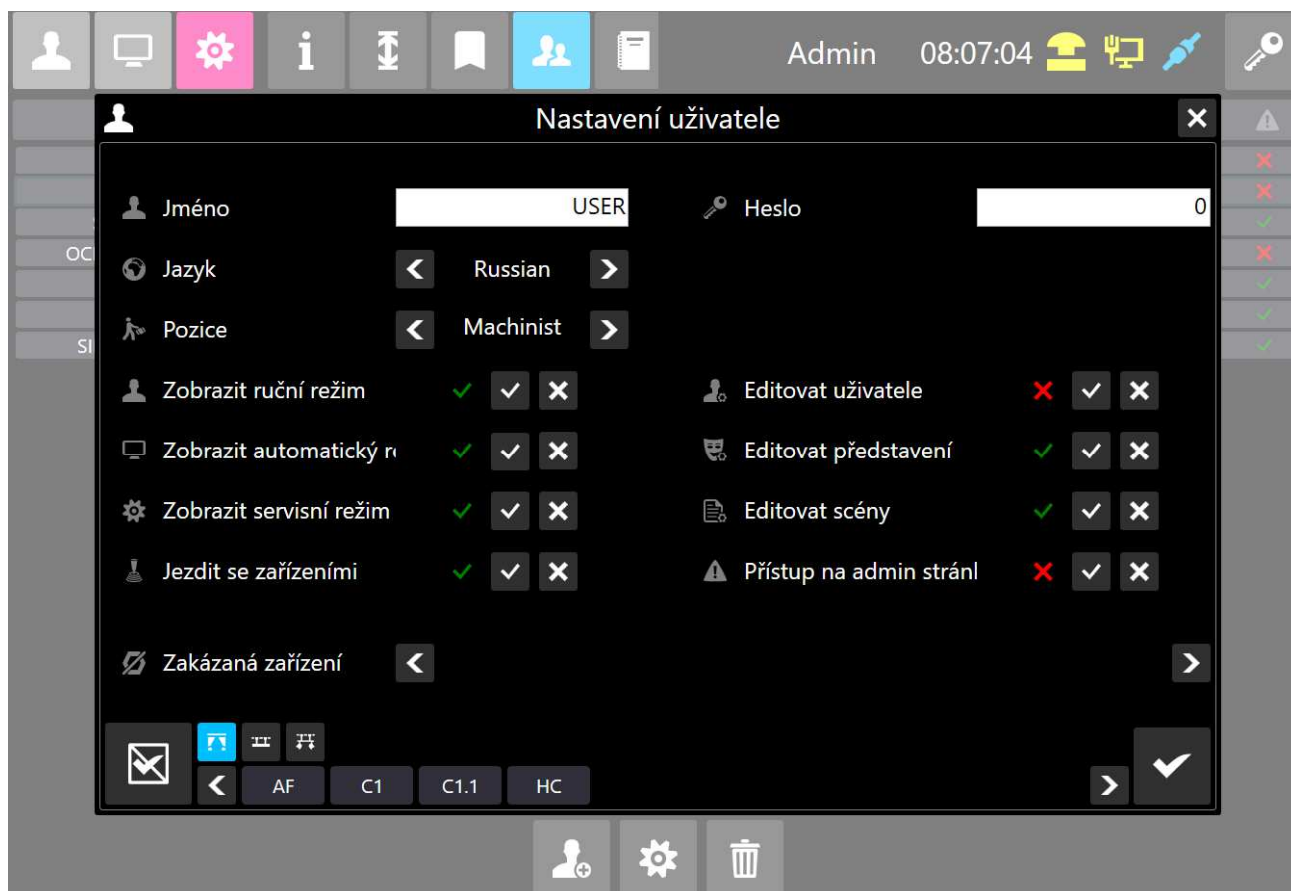 Admin 08:07:04
Nastavení uživatele
Jméno USER Heslo 0
Jazyk Russian
Pozice Machinist
Zobrazit ruční režim Editovat uživatele
Zobrazit automatický Editovat představení
Zobrazit servisní režim Editovat scény
Jezdit se zařízeními Přístup na admin
Zakázaná zařízení
AF C1 C1.1 HC